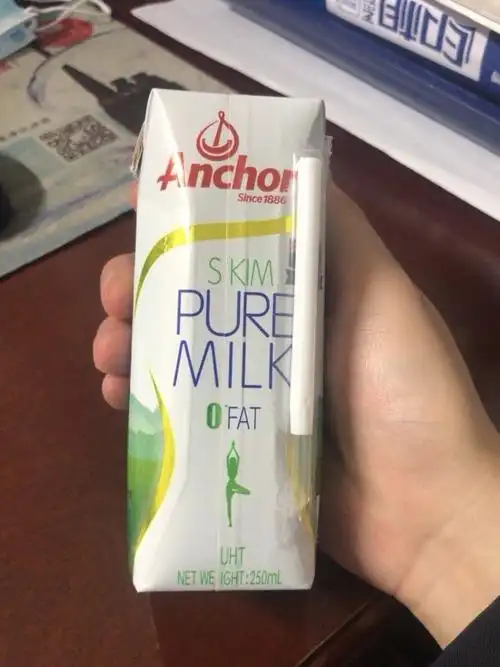 Anchor
Since 1886
SKIM
PURE
MILK
0 FAT
UHT
NET WEIGHT:250mL